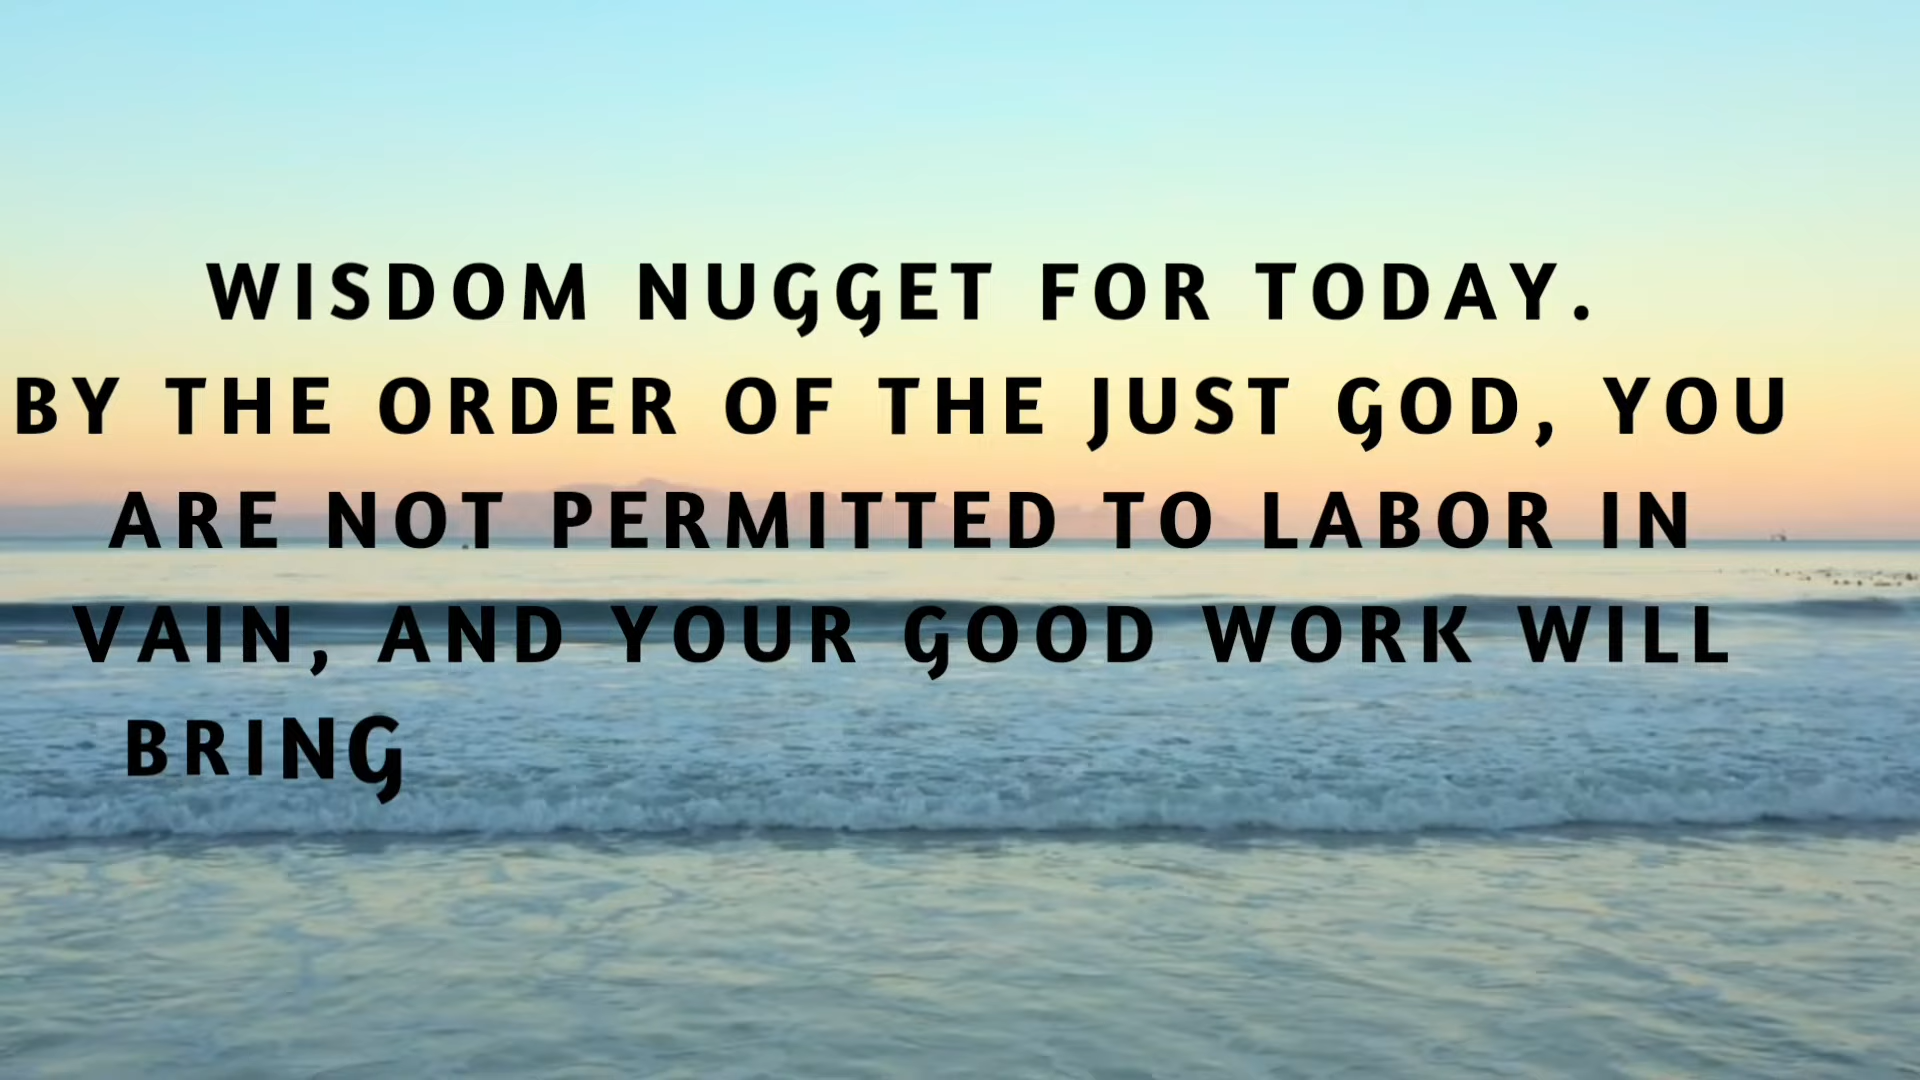 WISDOM NUGGET FOR TODAY.
BY THE ORDER OF THE JUST GOD, YOU
ARE NOT PERMITTED TO LABOR IN
VAIN, AND YOUR GOOD WORK WILL
BRING